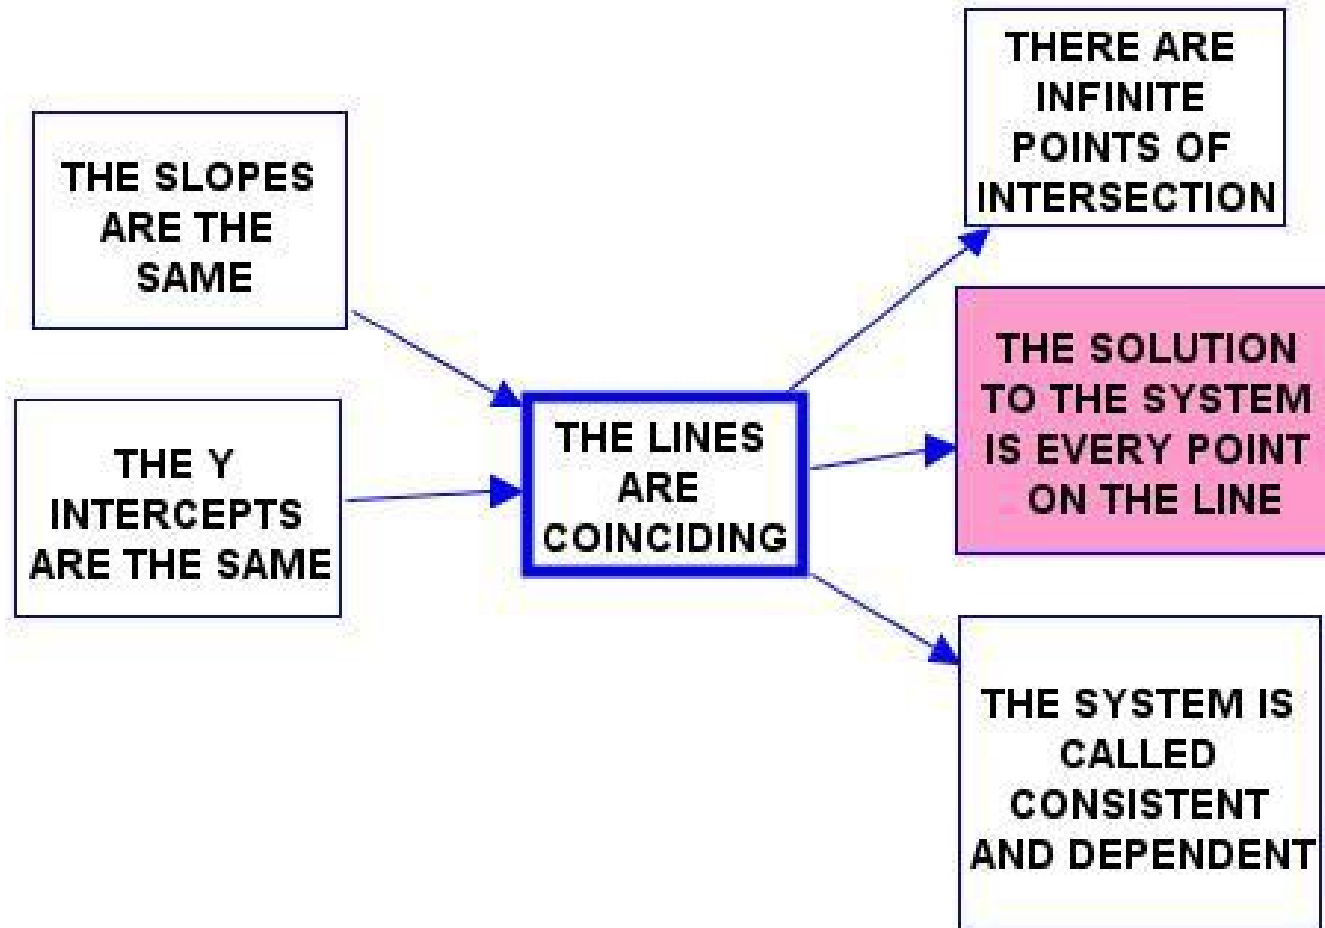 THE SLOPES
ARE THE
SAME
THE Y
INTERCEPTS
ARE THE SAME
THE LINES
ARE
COINCIDING
THERE ARE
INFINITE
POINTS OF
INTERSECTION
THE SOLUTION
TO THE SYSTEM
IS EVERY POINT
ON THE LINE
THE SYSTEM IS
CALLED
CONSISTENT
AND DEPENDENT